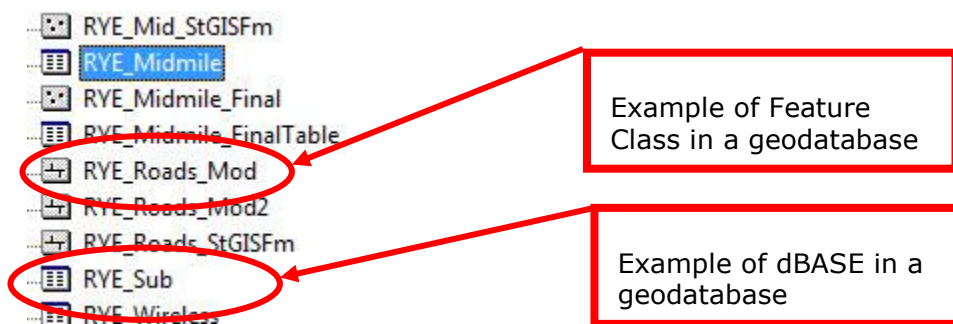 RYE_Mid_StGISFm
RYE_Midmile
RYE_Midmile_Final
RYE_Midmile_FinalTable
RYE_Roads_Mod
RYE_Roads_Mod2
RYE_Roads_StGISFm
RYE_Sub
RYE_Wireless
Example of Feature
Class in a geodatabase
Example of dBASE in a
geodatabase